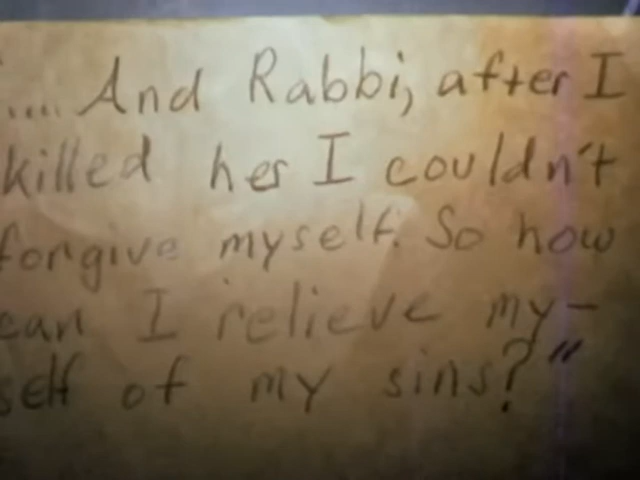 ".... And Rabbi, after I
killed her I couldn't
forgive myself. So how
can I relieve my-
self of my sins?"